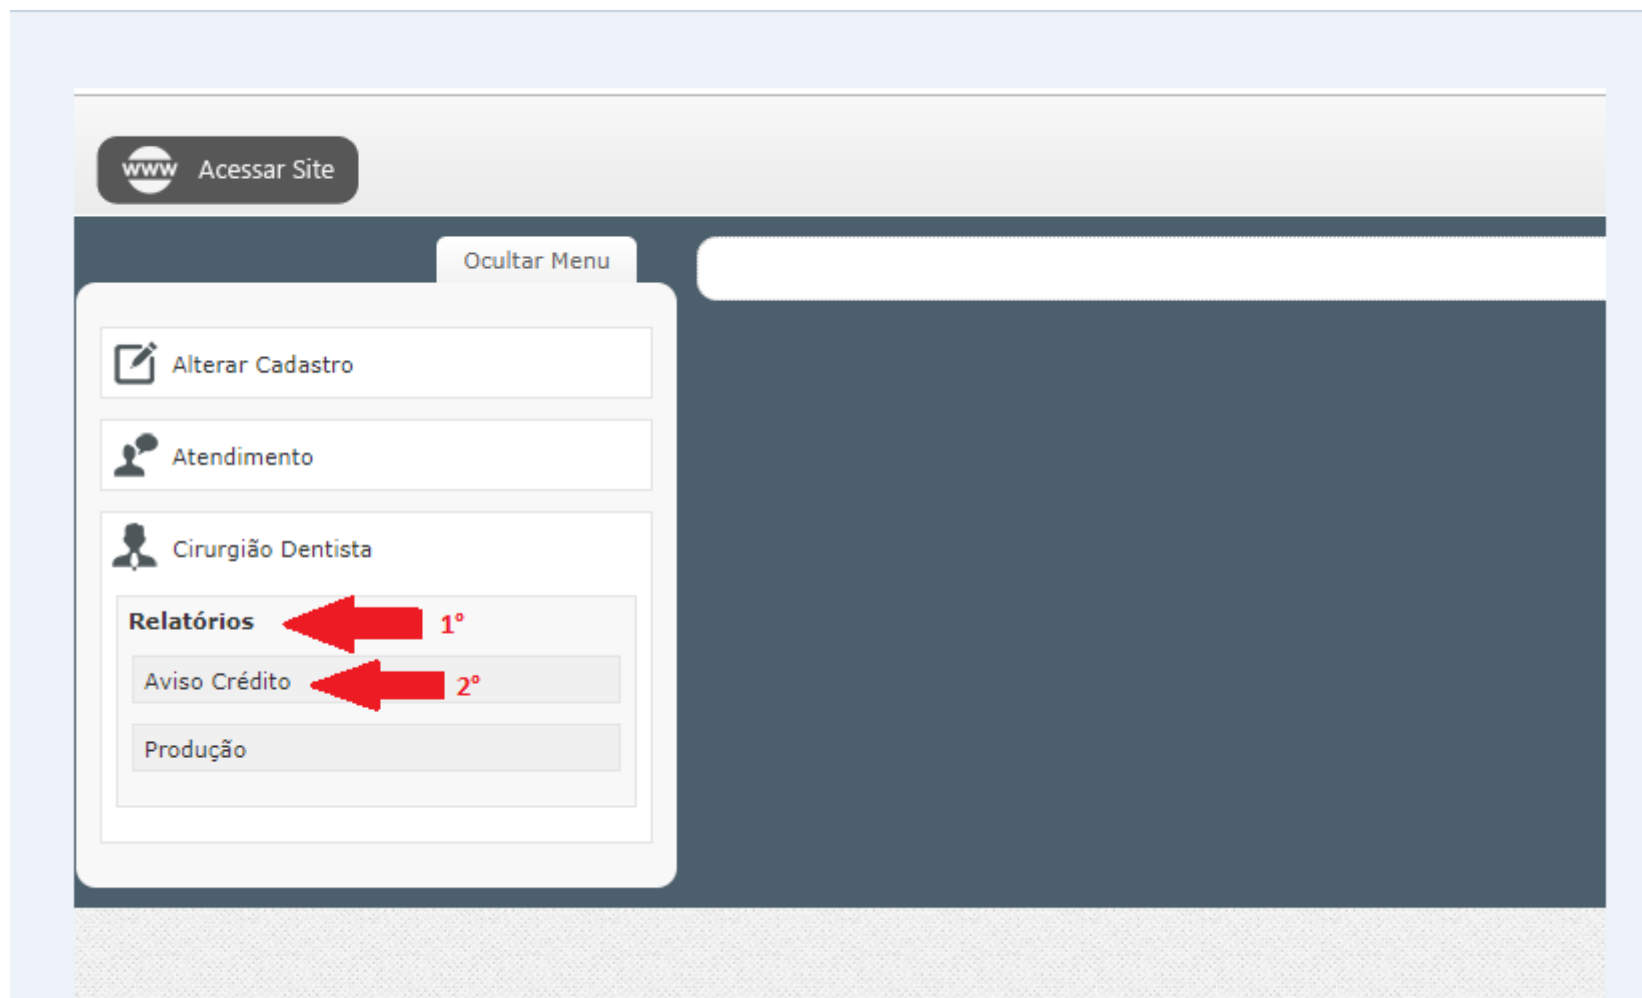 www Acessar Site
Ocultar Menu
Alterar Cadastro
Atendimento
Cirurgião Dentista
Relatórios 1°
Aviso Crédito 2°
Produção